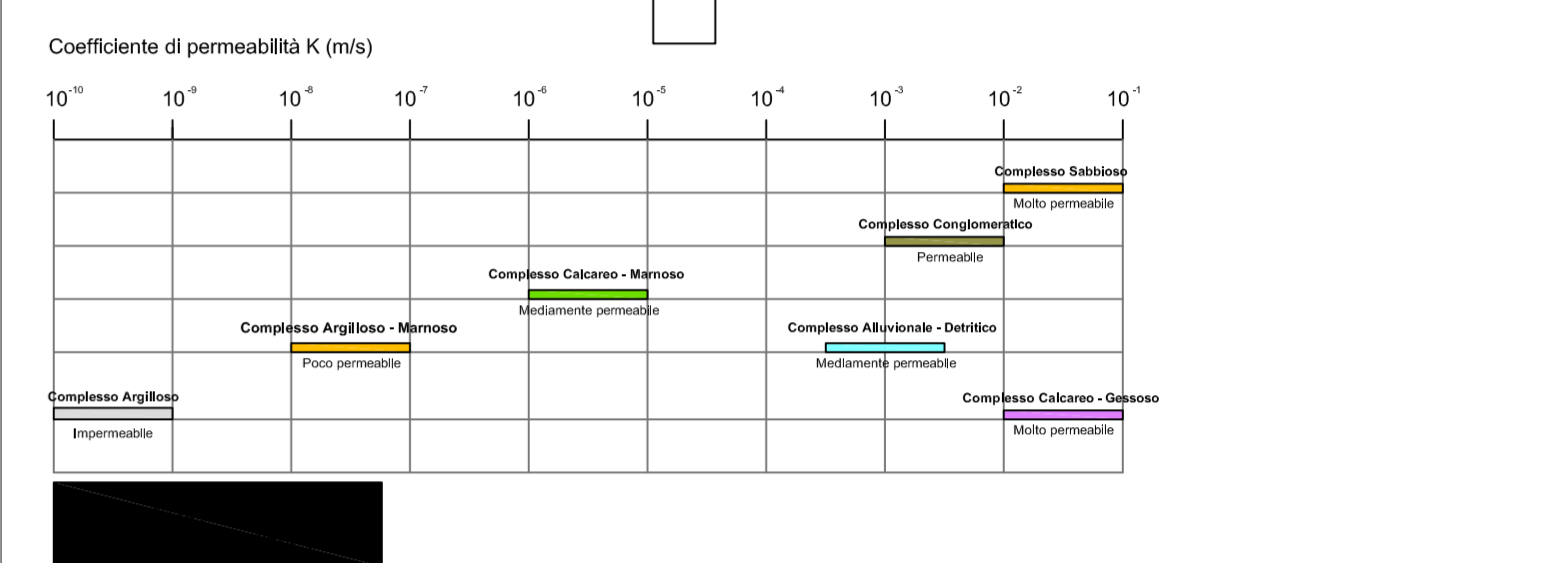 Coefficiente di permeabilità K (m/s)
10⁻¹⁰ 10⁻⁹ 10⁻⁸ 10⁻⁷ 10⁻⁶ 10⁻⁵ 10⁻⁴ 10⁻³ 10⁻² 10⁻¹
Complesso Sabbioso
Molto permeabile
Complesso Conglomeratico
Permeabile
Complesso Calcareo - Marnoso
Mediamente permeabile
Complesso Argilloso - Marnoso
Poco permeabile
Complesso Alluvionale - Detritico
Mediamente permeabile
Complesso Argilloso
Impermeabile
Complesso Calcareo - Gessoso
Molto permeabile